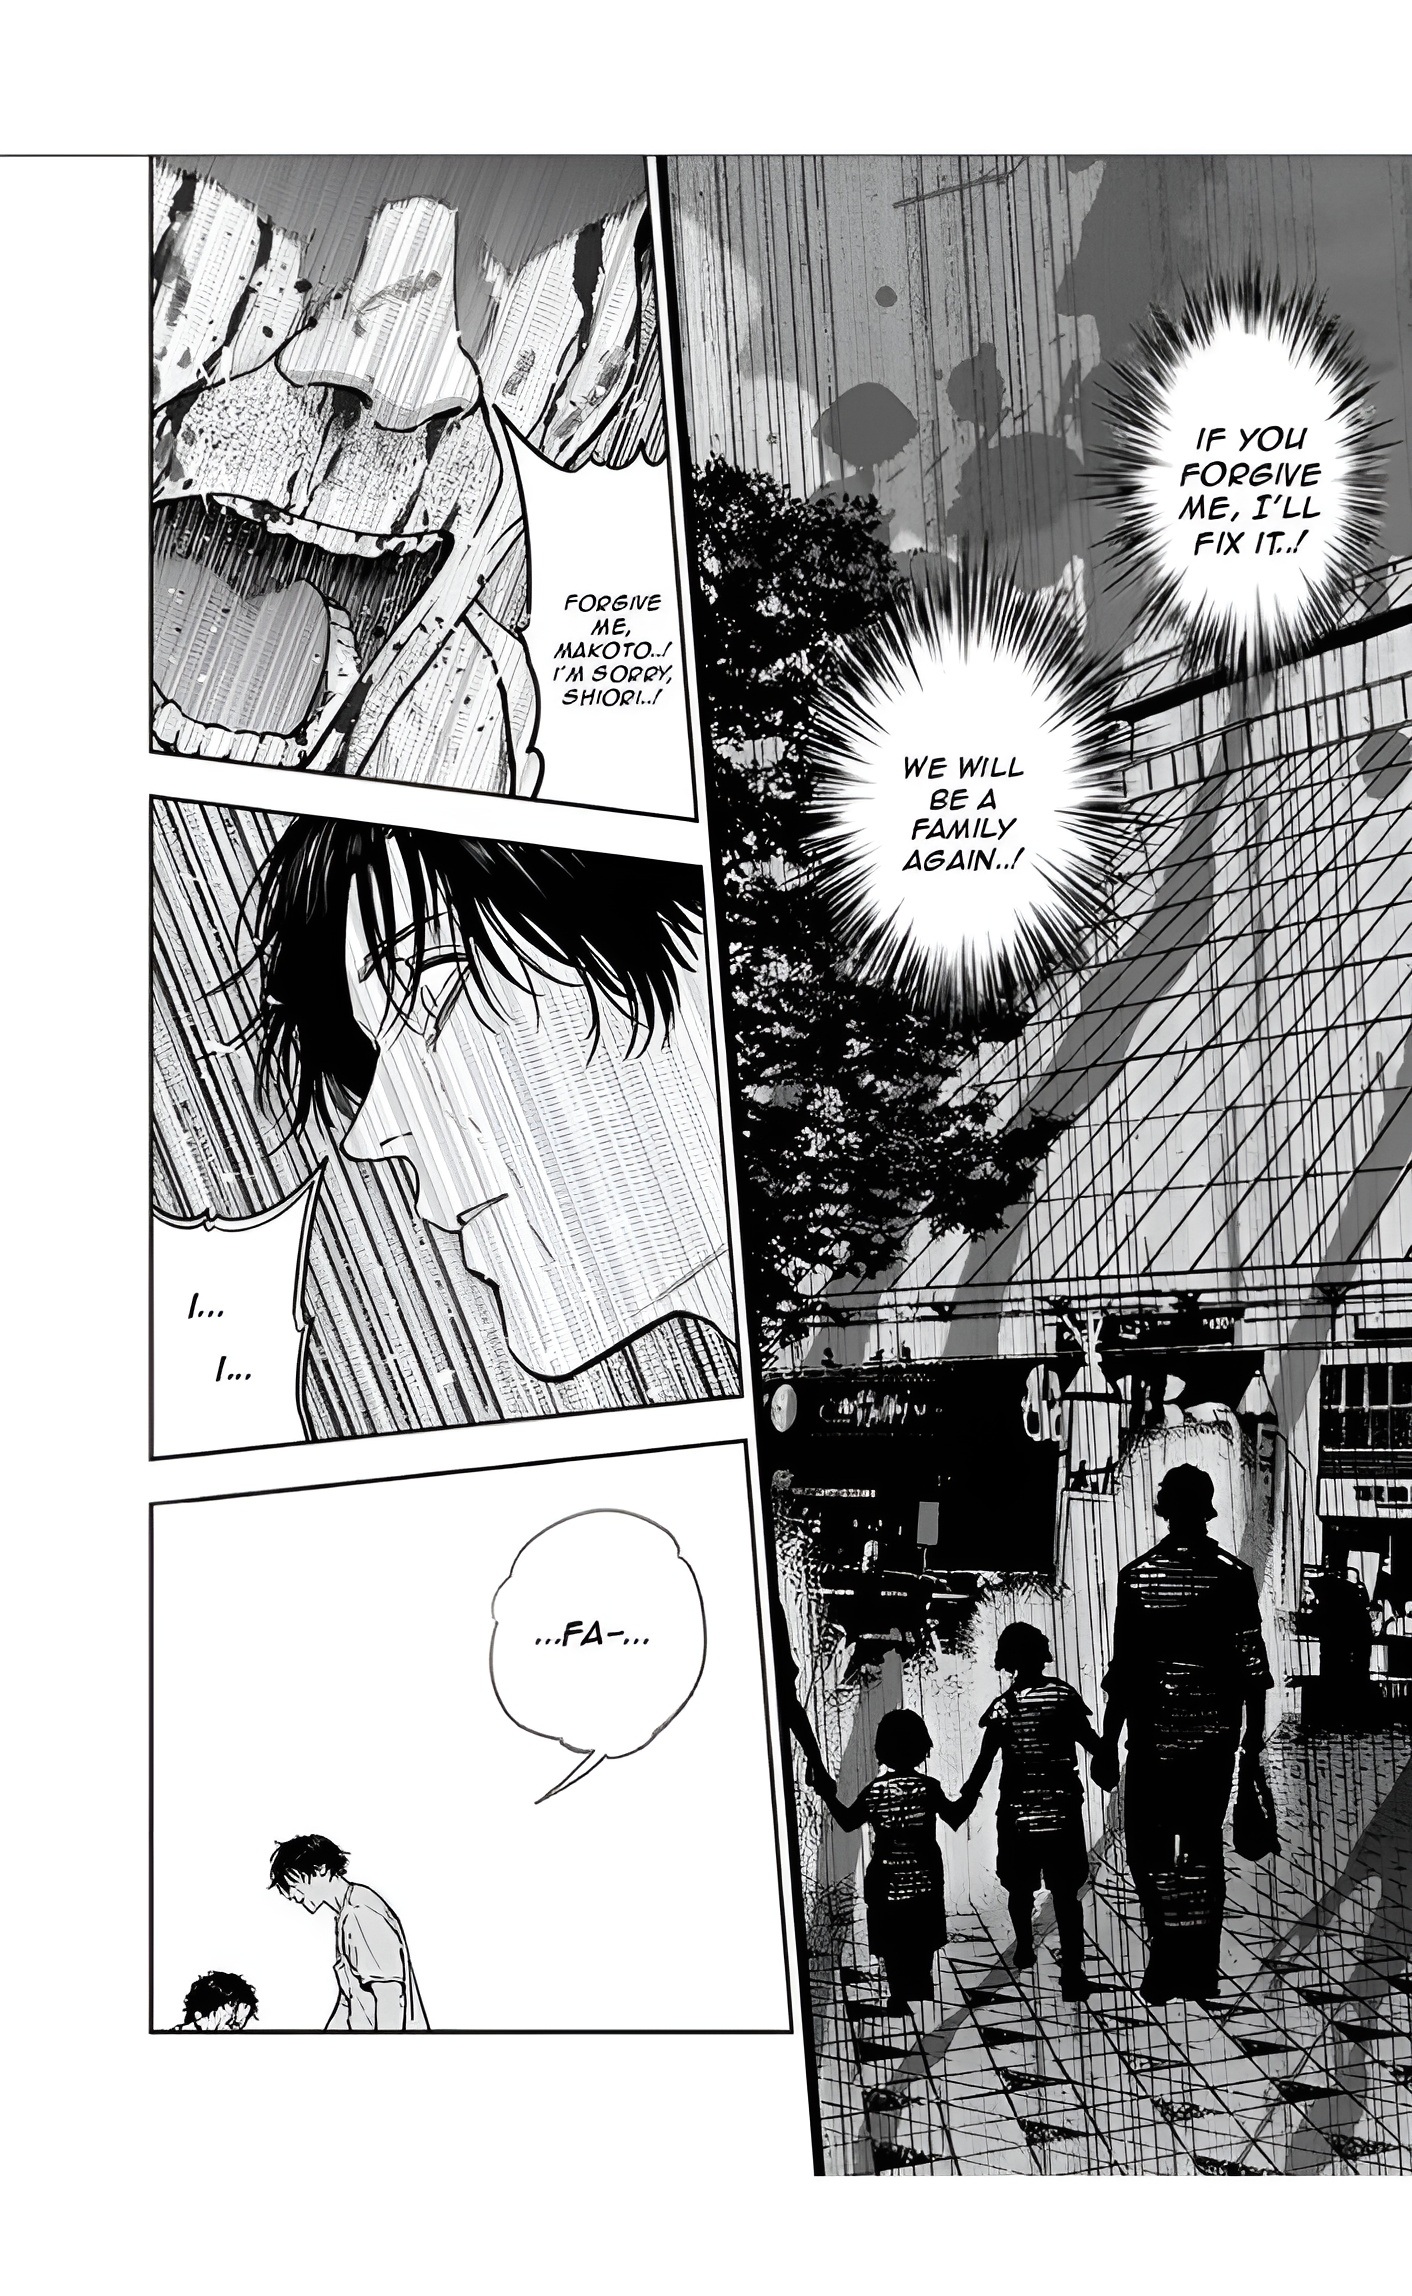 IF YOU
FORGIVE
ME, I'LL
FIX IT..!
WE WILL
BE A
FAMILY
AGAIN..!
FORGIVE
ME,
MAKOTO..!
I'M SORRY,
SHIORI..!
I...
I...
...FA-...